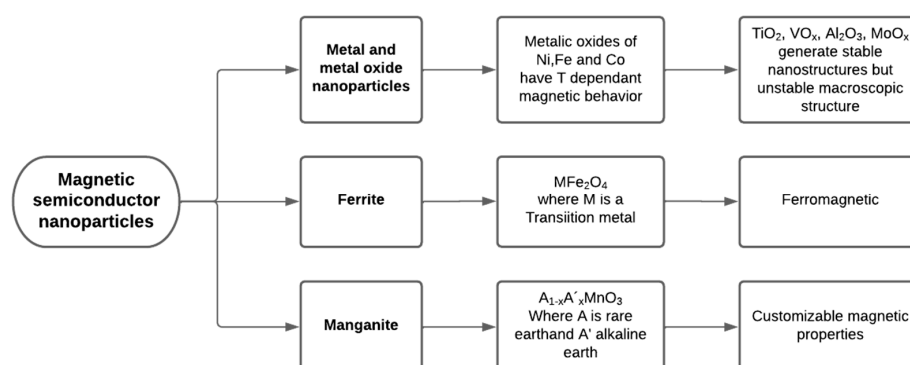 Magnetic
semiconductor
nanoparticles
Metal and
metal oxide
nanoparticles
Metalic oxides of
Ni,Fe and Co
have T dependant
magnetic behavior
TiO₂, VOₓ, Al₂O₃, MoOₓ
generate stable
nanostructures but
unstable macroscopic
structure
Ferrite
MFe₂O₄
where M is a
Transiition metal
Ferromagnetic
Manganite
A₁₋ₓA´ₓMnO₃
Where A is rare
earthand A' alkaline
earth
Customizable magnetic
properties